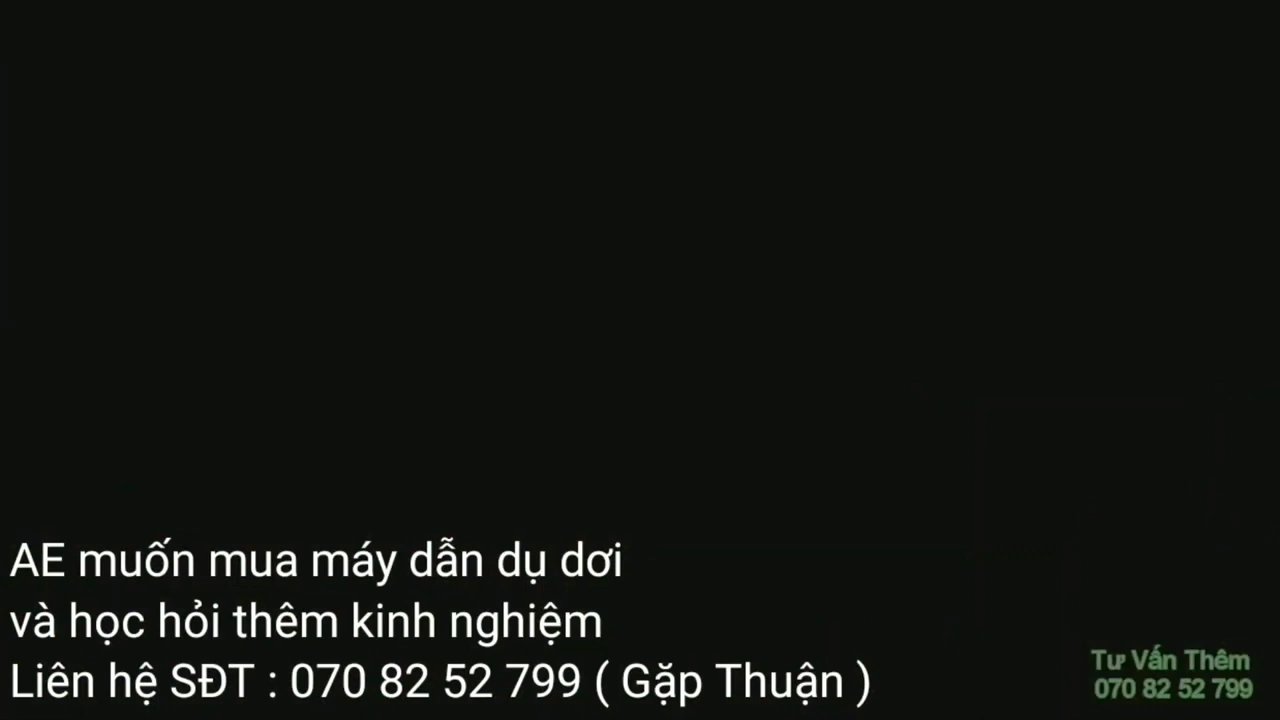 AE muốn mua máy dẫn dụ dơi
và học hỏi thêm kinh nghiệm
Liên hệ SĐT : 070 82 52 799 ( Gặp Thuận )
Tư Vấn Thêm
070 82 52 799